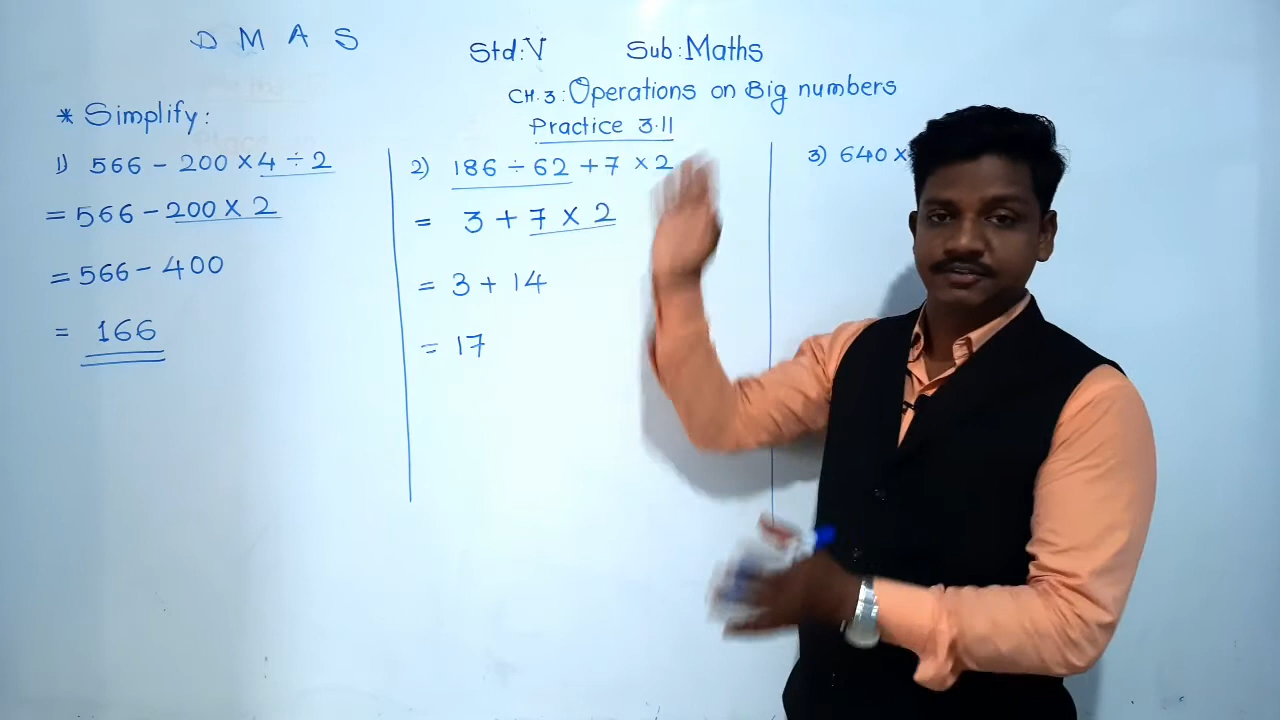 D M A S
Std: V Sub: Maths
CH. 3: Operations on Big numbers
Practice 3.11
* Simplify:
1) 566 - 200 × 4 ÷ 2
= 566 - 200 × 2
= 566 - 400
= 166
2) 186 ÷ 62 + 7 × 2
= 3 + 7 × 2
= 3 + 14
= 17
3) 640 ×